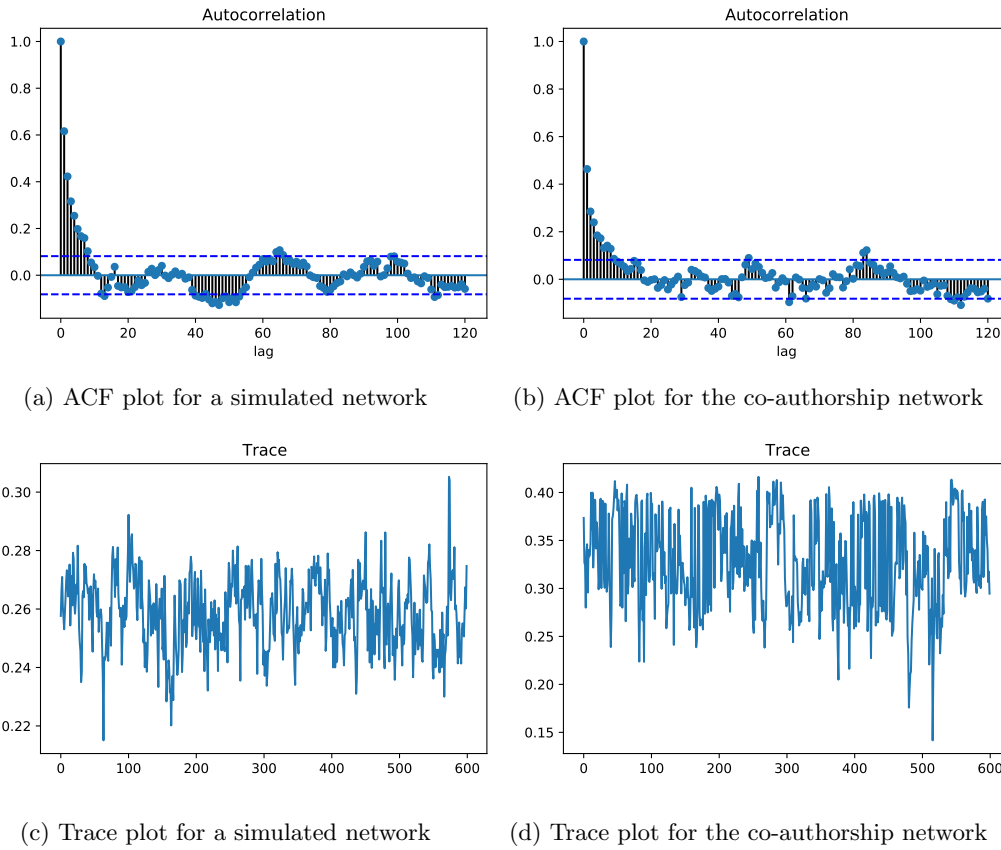 Autocorrelation
1.0
0.8
0.6
0.4
0.2
0.0
0 20 40 60 80 100 120
lag
(a) ACF plot for a simulated network
Autocorrelation
1.0
0.8
0.6
0.4
0.2
0.0
0 20 40 60 80 100 120
lag
(b) ACF plot for the co-authorship network
Trace
0.30
0.28
0.26
0.24
0.22
0 100 200 300 400 500 600
(c) Trace plot for a simulated network
Trace
0.40
0.35
0.30
0.25
0.20
0.15
0 100 200 300 400 500 600
(d) Trace plot for the co-authorship network